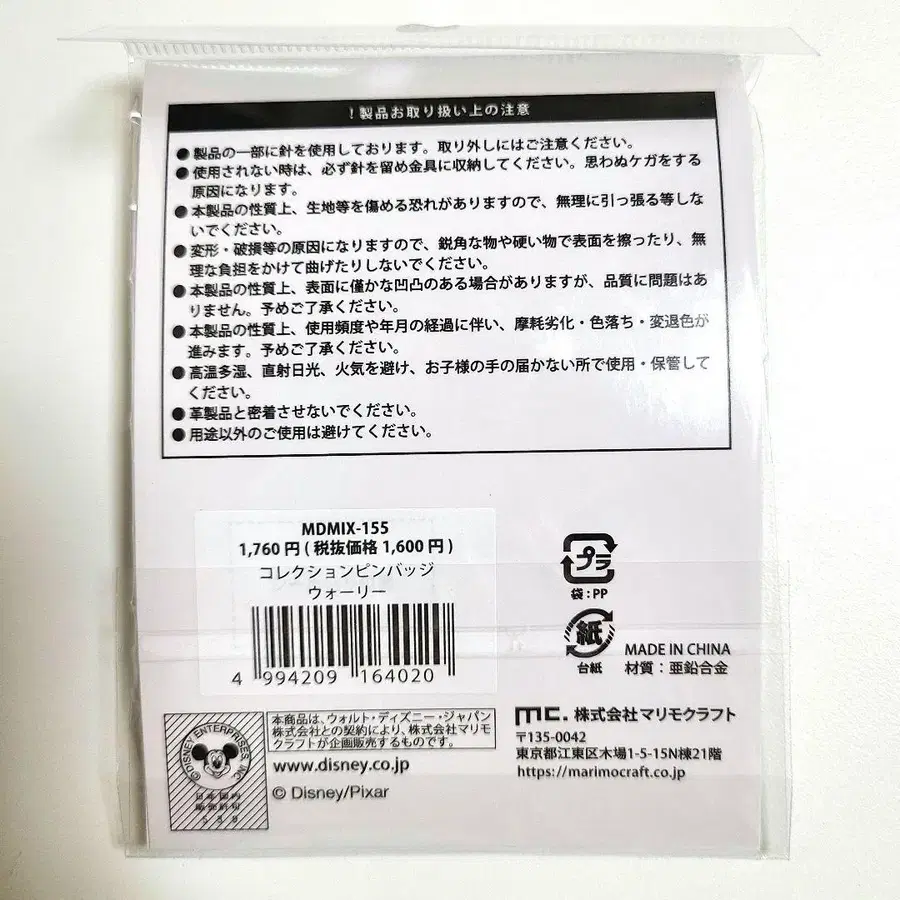 ！製品お取り扱い上の注意
●製品の一部に針を使用しております。取り外しにはご注意ください。
●使用されない時は、必ず針を留め金具に収納してください。思わぬケガをする
原因になります。
●本製品の性質上、生地等を傷める恐れがありますので、無理に引っ張る等しな
いでください。
●変形・破損等の原因になりますので、鋭角な物や硬い物で表面を擦ったり、無
理な負担をかけて曲げたりしないでください。
●本製品の性質上、表面に僅かな凹凸のある場合がありますが、品質に問題はあ
りません。予めご了承ください。
●本製品の性質上、使用頻度や年月の経過に伴い、摩耗劣化・色落ち・変退色が
進みます。予めご了承ください。
●高温多湿、直射日光、火気を避け、お子様の手の届かない所で使用・保管して
ください。
●革製品と密着させないでください。
●用途以外のご使用は避けてください。
MDMIX-155
1,760円(税抜価格 1,600円)
コレクションピンバッジ
ウォーリー
4 994209 164020
プラ
袋:PP
紙
台紙
MADE IN CHINA
材質：亜鉛合金
©DISNEY ENTERPRISES, INC.
日本国内
販売許可
539
本商品は、ウォルト・ディズニー・ジャパン
株式会社との契約により、株式会社マリモ
クラフトが企画販売するものです。
www.disney.co.jp
© Disney/Pixar
mc. 株式会社マリモクラフト
〒135-0042
東京都江東区木場1-5-15N棟21階
https://marimocraft.co.jp